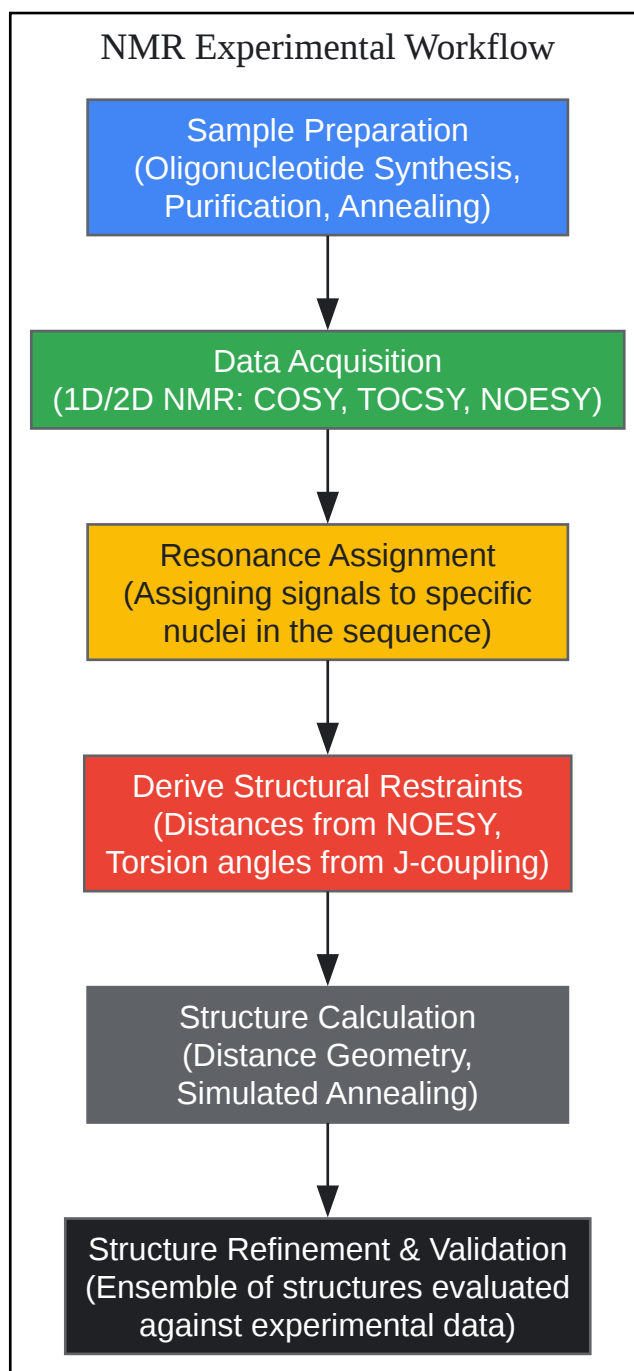 NMR Experimental Workflow
Sample Preparation
(Oligonucleotide Synthesis,
Purification, Annealing)
Data Acquisition
(1D/2D NMR: COSY, TOCSY, NOESY)
Resonance Assignment
(Assigning signals to specific
nuclei in the sequence)
Derive Structural Restraints
(Distances from NOESY,
Torsion angles from J-coupling)
Structure Calculation
(Distance Geometry,
Simulated Annealing)
Structure Refinement & Validation
(Ensemble of structures evaluated
against experimental data)